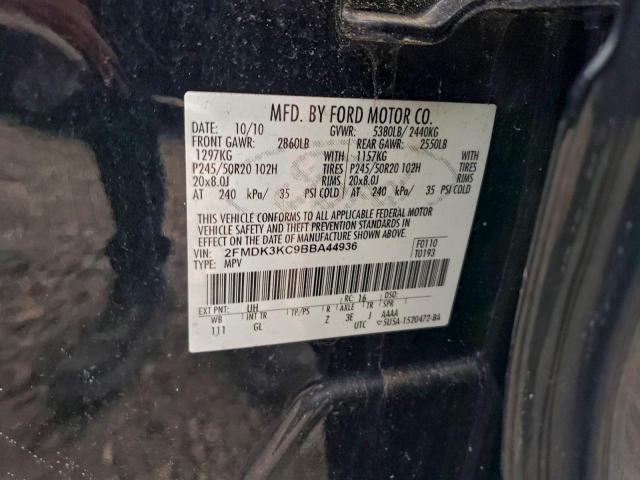 MFD. BY FORD MOTOR CO.
DATE: 10/10 GVWR: 5380LB/ 2440KG
FRONT GAWR: 2860LB REAR GAWR: 2550LB
1297KG WITH 1157KG WITH
P245/50R20 102H TIRES P245/50R20 102H TIRES
20x8.0J RIMS 20x8.0J RIMS
AT 240 kPa/ 35 PSI COLD AT 240 kPa/ 35 PSI COLD
THIS VEHICLE CONFORMS TO ALL APPLICABLE FEDERAL MOTOR
VEHICLE SAFETY AND THEFT PREVENTION STANDARDS IN
EFFECT ON THE DATE OF MANUFACTURE SHOWN ABOVE.
VIN: 2FMDK3KC9BBA44936 F0110
TYPE: MPV T0193
EXT PNT: UH RC: 16 DSO:
WB INT TR TP/PS R AXLE TR SPR
111 GL Z 3E J AAAA
UTC 5U5A-1520472-BA